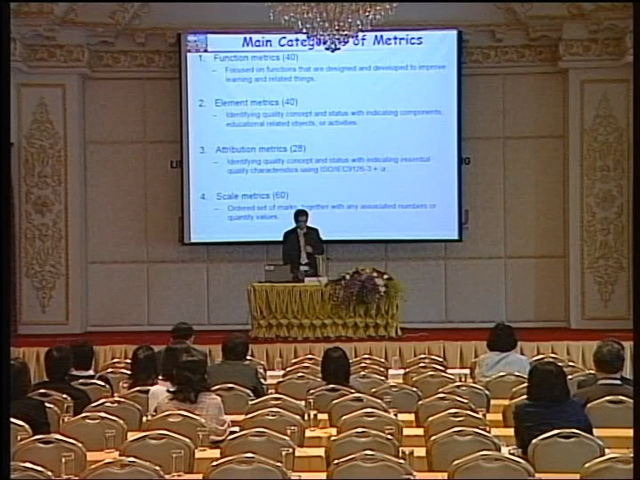 Main Categories of Metrics
1. Function metrics (40)
– Focused on functions that are designed and developed to improve
learning and related things.
2. Element metrics (40)
– Identifying quality concept and status with indicating components,
educational related objects, or activities.
3. Attribution metrics (28)
– Identifying quality concept and status with indicating essential
quality characteristics using ISO/IEC9126-3 + α
4. Scale metrics (60)
– Ordered set of marks, together with any associated numbers or
quantity values.